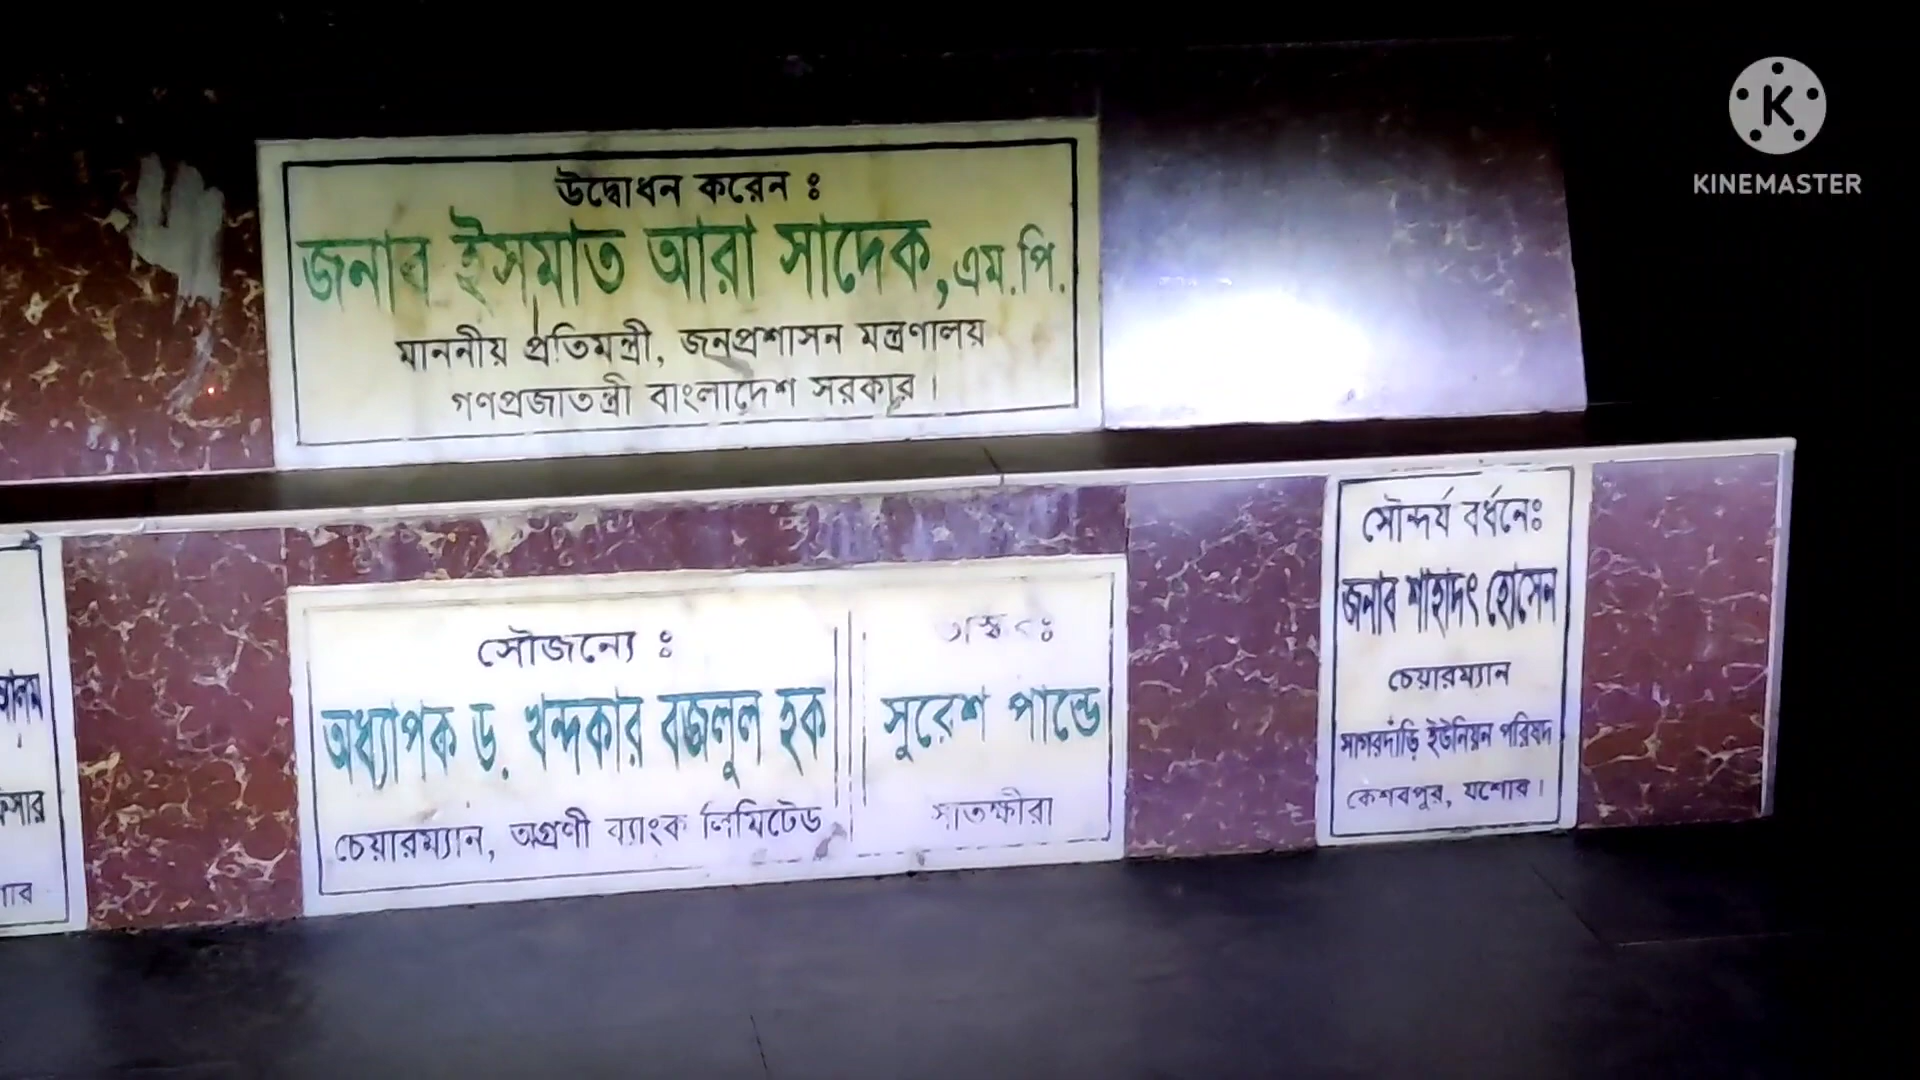 KINEMASTER
উদ্বোধন করেন ঃ
জনাব ইসমাত আরা সাদেক, এম.পি.
মাননীয় প্রতিমন্ত্রী, জনপ্রশাসন মন্ত্রণালয়
গণপ্রজাতন্ত্রী বাংলাদেশ সরকার।
সৌজন্যে ঃ
অধ্যাপক ড. খন্দকার বজলুল হক
চেয়ারম্যান, অগ্রণী ব্যাংক লিমিটেড
সুরেশ পান্ডে
সাতক্ষীরা
সৌন্দর্য বর্ধনেঃ
জনাব শাহাদৎ হোসেন
চেয়ারম্যান
সাগরদাঁড়ি ইউনিয়ন পরিষদ
কেশবপুর, যশোর।